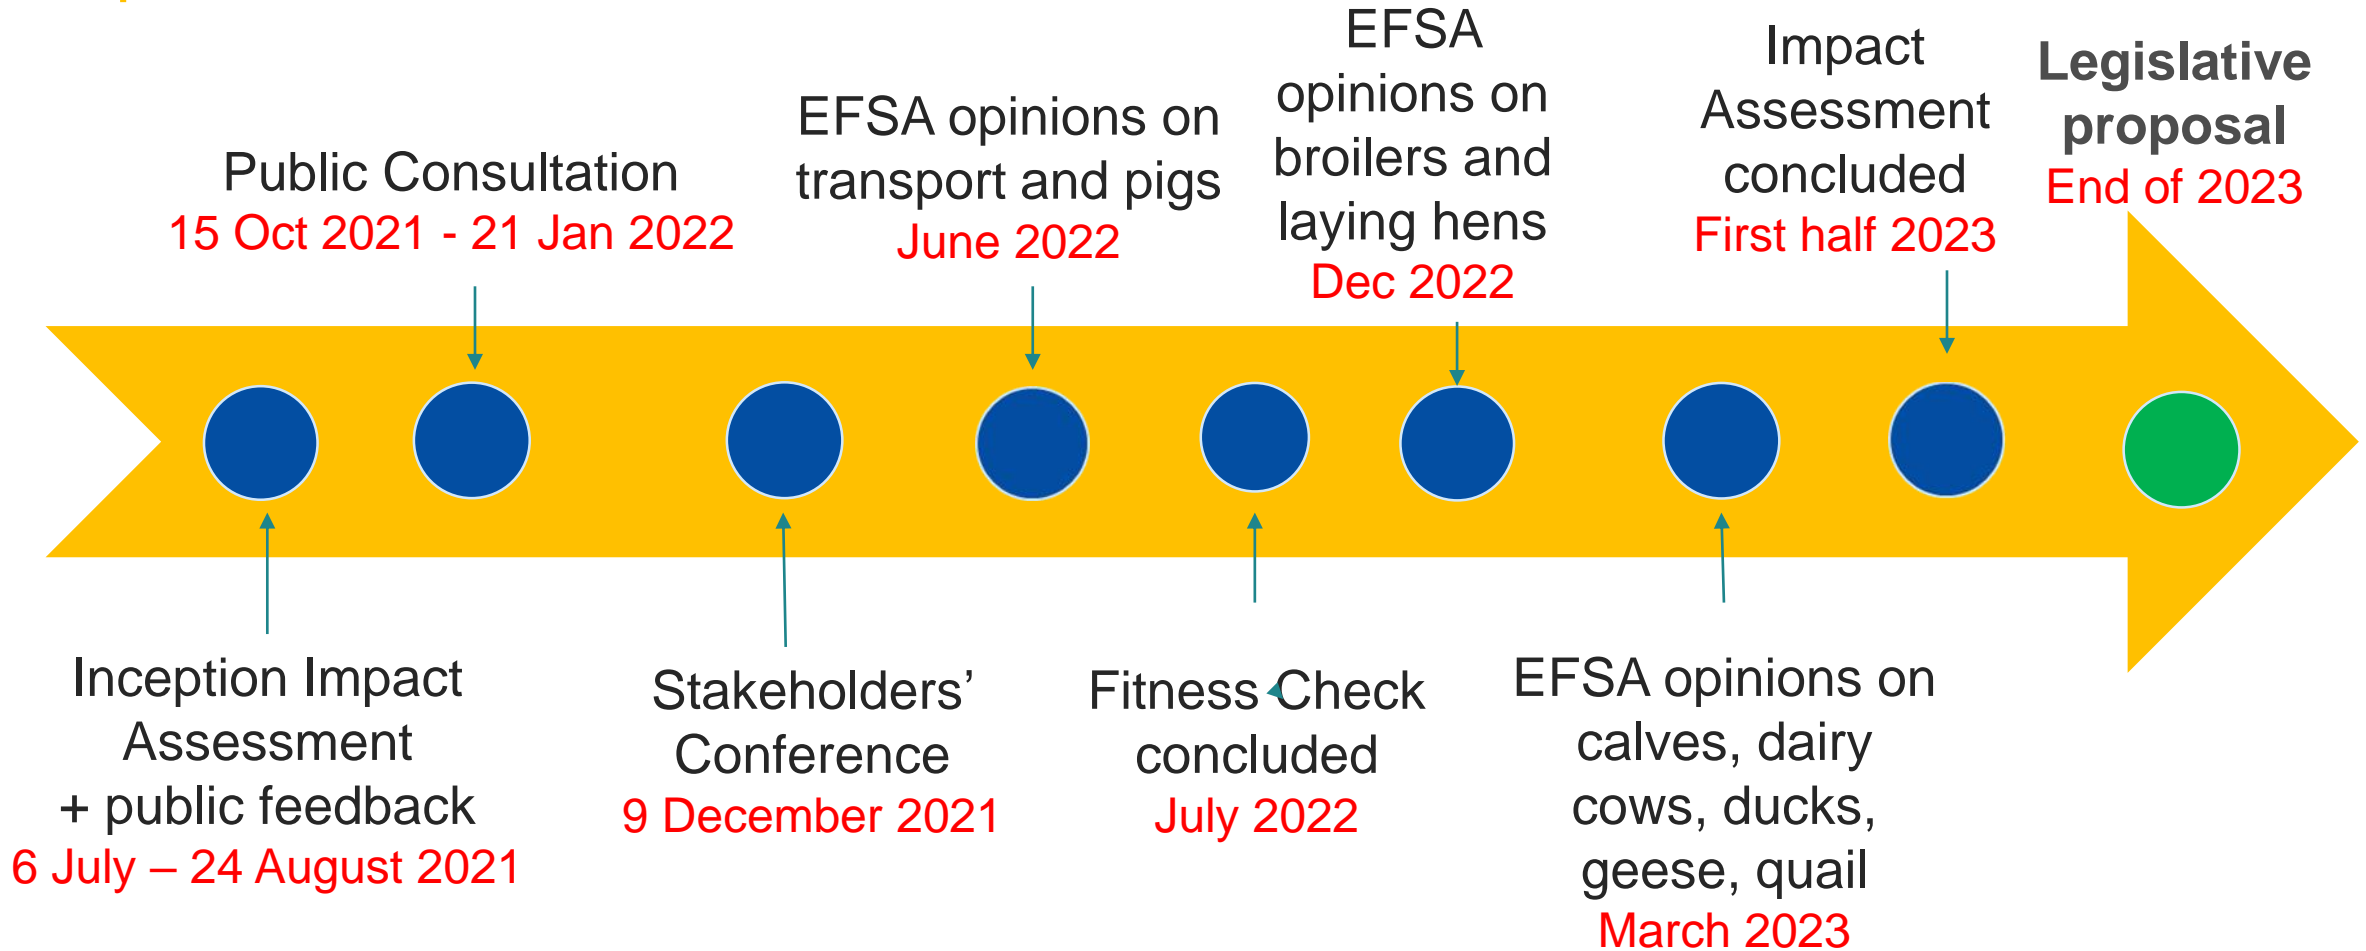 Inception Impact
Assessment
+ public feedback
6 July – 24 August 2021
Public Consultation
15 Oct 2021 - 21 Jan 2022
Stakeholders’
Conference
9 December 2021
EFSA opinions on
transport and pigs
June 2022
Fitness Check
concluded
July 2022
EFSA
opinions on
broilers and
laying hens
Dec 2022
EFSA opinions on
calves, dairy
cows, ducks,
geese, quail
March 2023
Impact
Assessment
concluded
First half 2023
Legislative
proposal
End of 2023